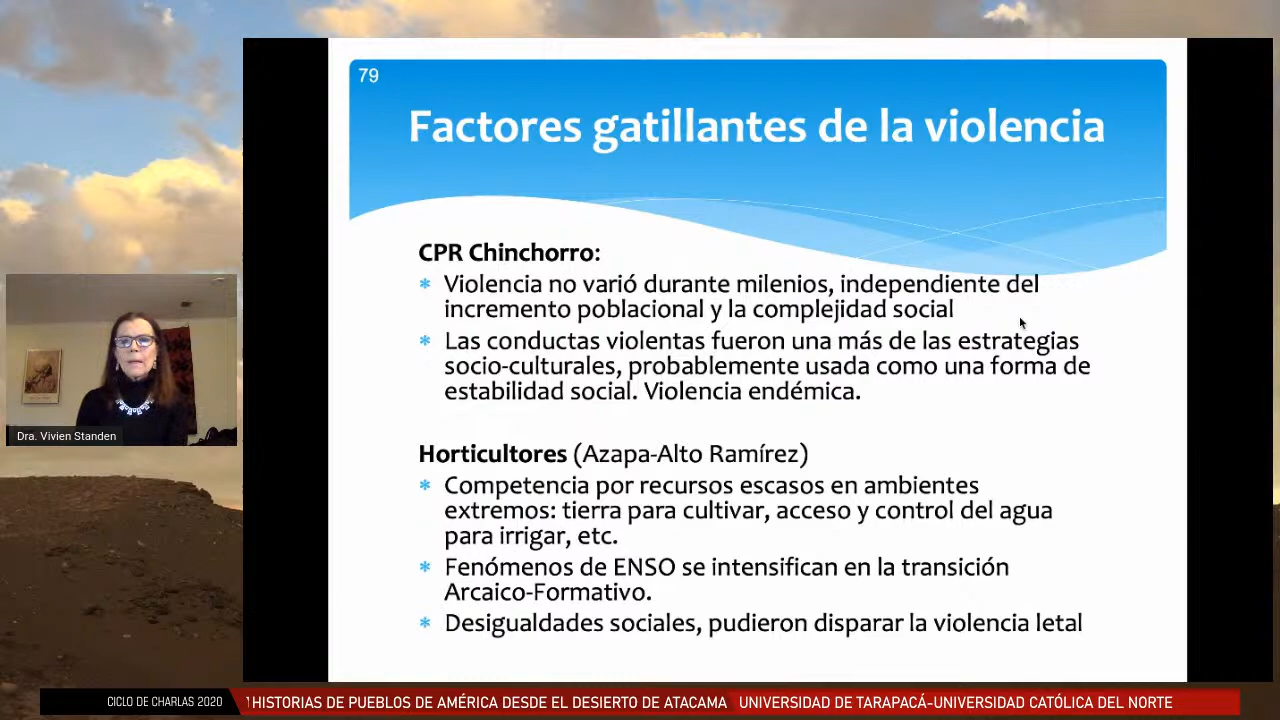 79
Factores gatillantes de la violencia
CPR Chinchorro:
* Violencia no varió durante milenios, independiente del
incremento poblacional y la complejidad social
* Las conductas violentas fueron una más de las estrategias
socio-culturales, probablemente usada como una forma de
estabilidad social. Violencia endémica.
Horticultores (Azapa-Alto Ramírez)
* Competencia por recursos escasos en ambientes
extremos: tierra para cultivar, acceso y control del agua
para irrigar, etc.
* Fenómenos de ENSO se intensifican en la transición
Arcaico-Formativo.
* Desigualdades sociales, pudieron disparar la violencia letal
Dra. Vivien Standen
CICLO DE CHARLAS 2020 HISTORIAS DE PUEBLOS DE AMÉRICA DESDE EL DESIERTO DE ATACAMA UNIVERSIDAD DE TARAPACÁ-UNIVERSIDAD CATÓLICA DEL NORTE